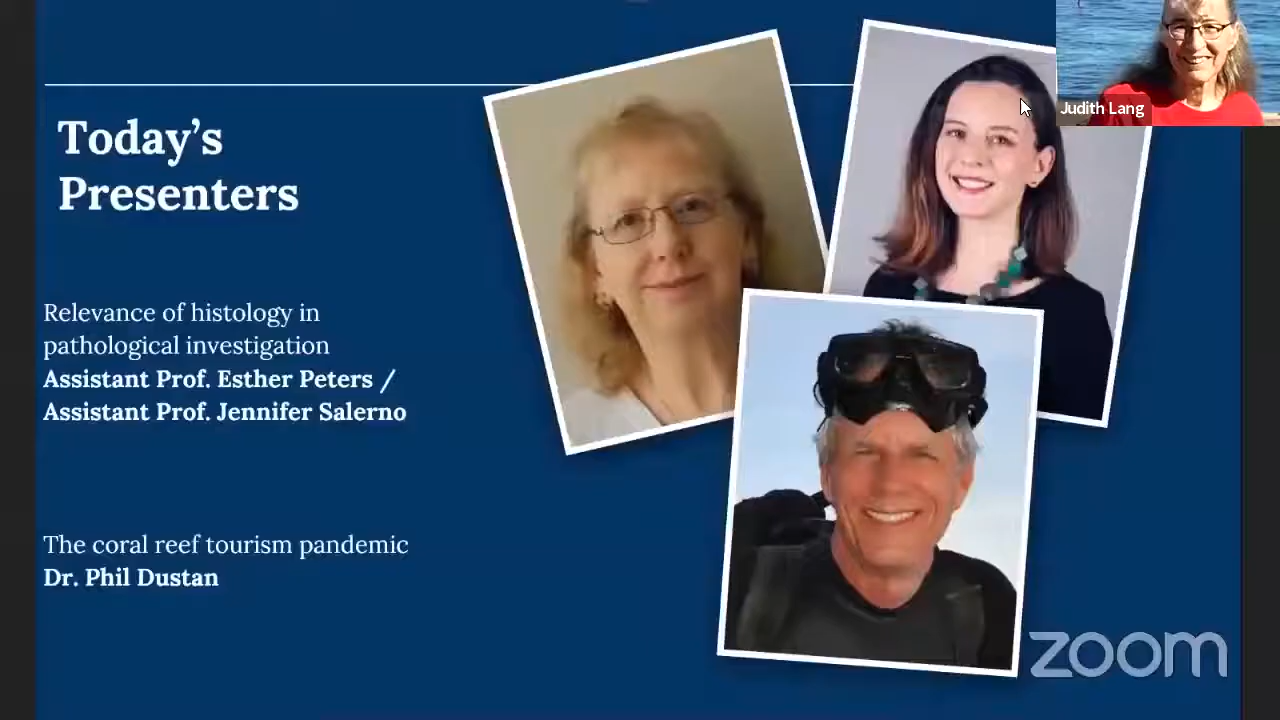 Today's
Presenters
Relevance of histology in
pathological investigation
Assistant Prof. Esther Peters /
Assistant Prof. Jennifer Salerno
The coral reef tourism pandemic
Dr. Phil Dustan
Judith Lang
zoom